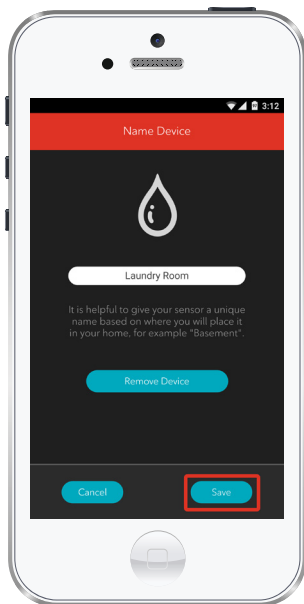 3:12
Name Device
i
Laundry Room
It is helpful to give your sensor a unique
name based on where you will place it
in your home, for example "Basement".
Remove Device
Cancel Save